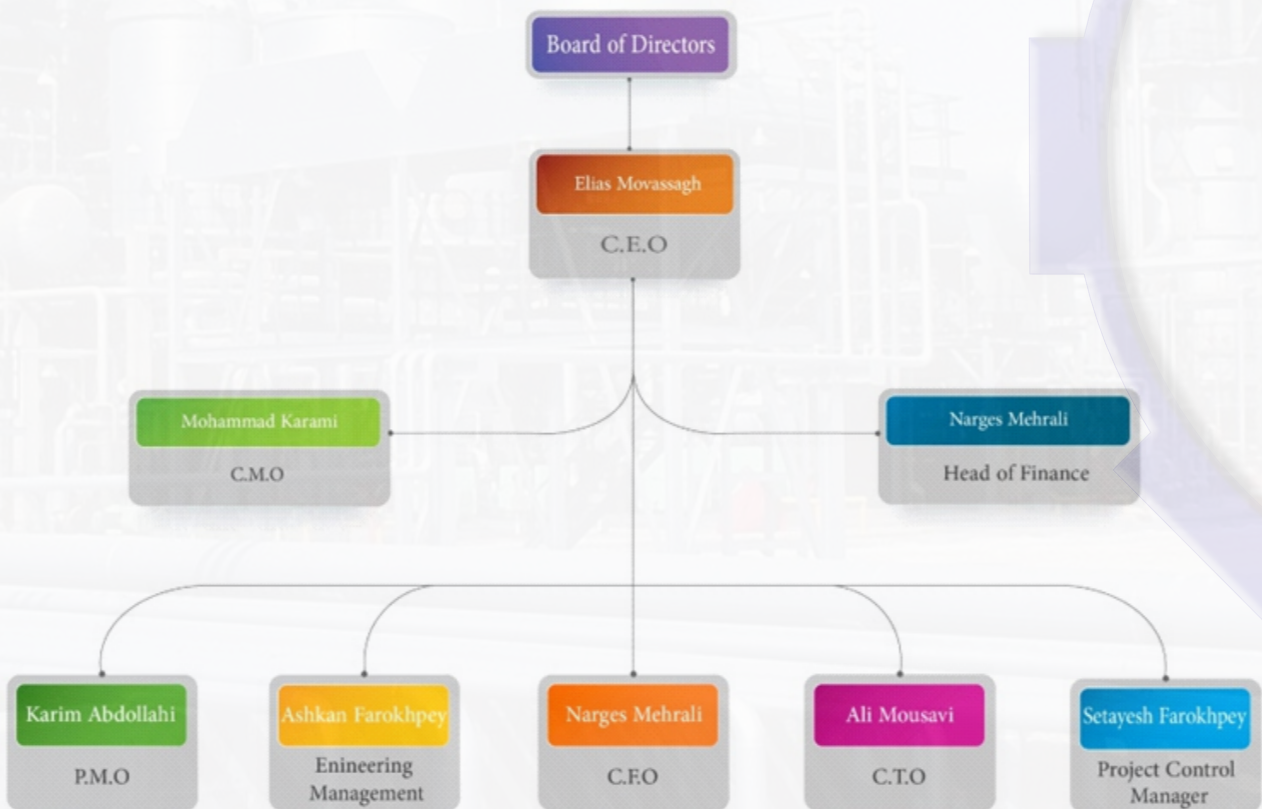 Board of Directors
Elias Movassagh
C.E.O
Mohammad Karami
C.M.O
Narges Mehrali
Head of Finance
Karim Abdollahi
P.M.O
Ashkan Farokhpey
Enineering
Management
Narges Mehrali
C.F.O
Ali Mousavi
C.T.O
Setayesh Farokhpey
Project Control
Manager